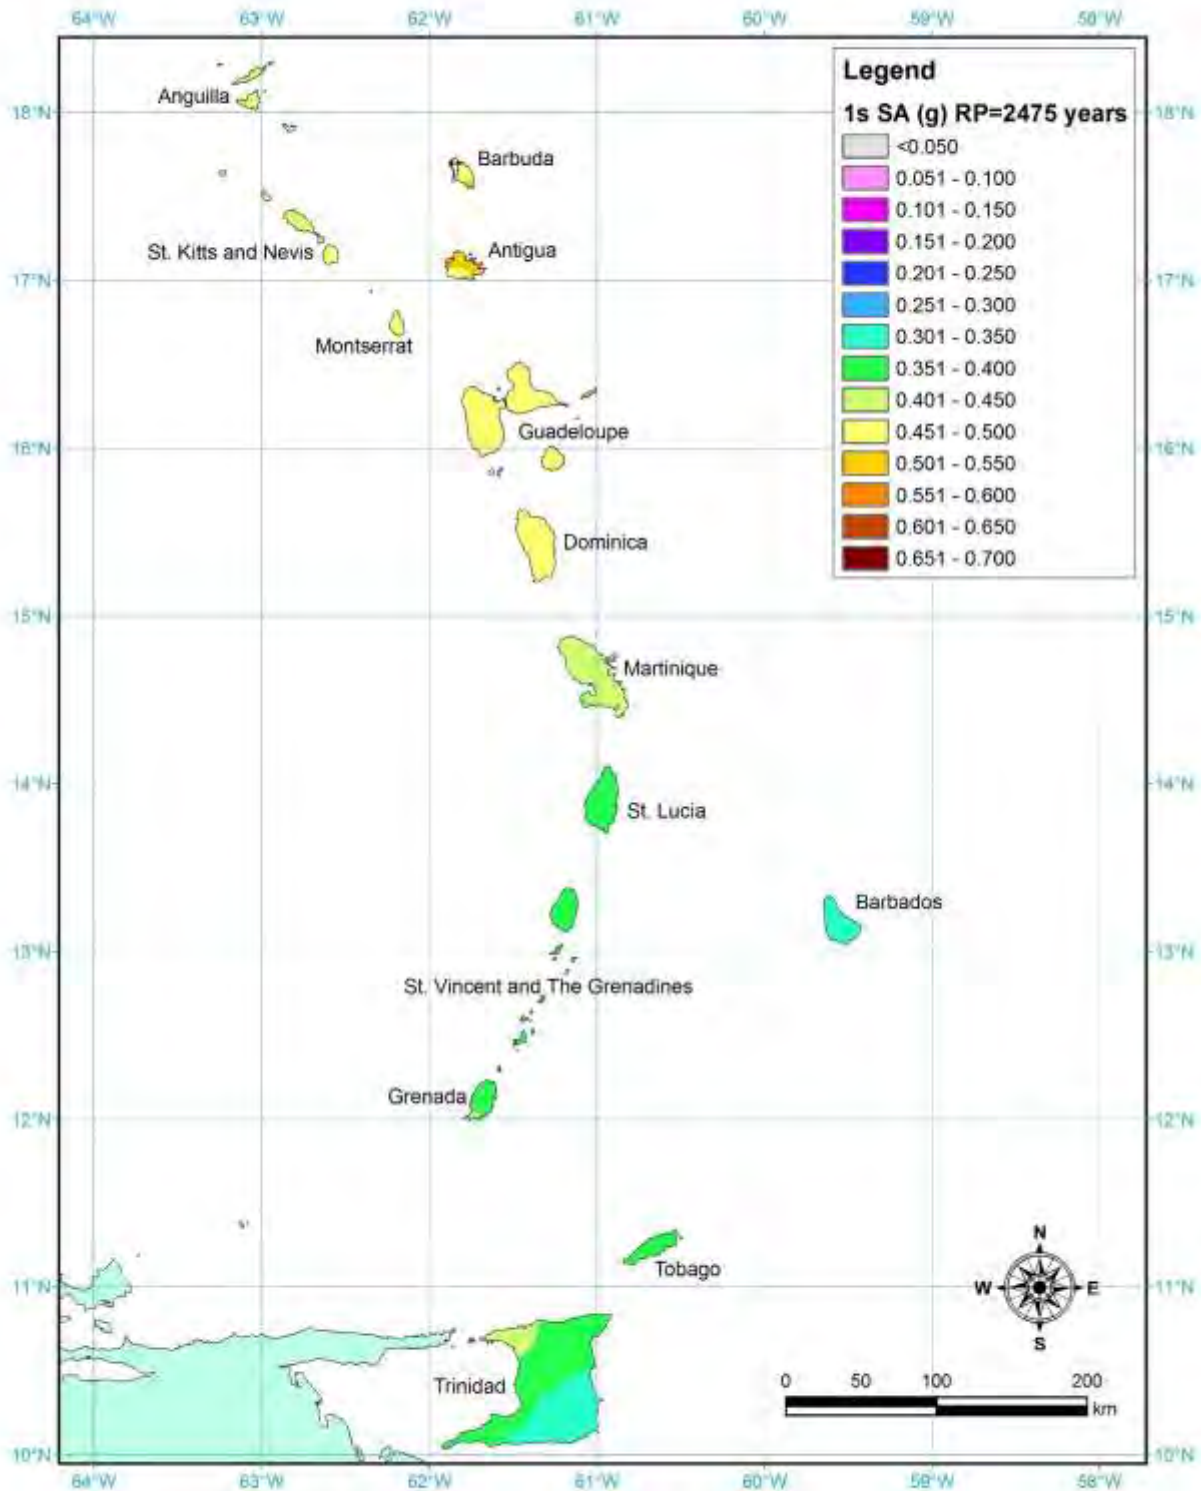 64°W 63°W 62°W 61°W 60°W 59°W 58°W
Legend
1s SA (g) RP=2475 years
<0.050
0.051 - 0.100
0.101 - 0.150
0.151 - 0.200
0.201 - 0.250
0.251 - 0.300
0.301 - 0.350
0.351 - 0.400
0.401 - 0.450
0.451 - 0.500
0.501 - 0.550
0.551 - 0.600
0.601 - 0.650
0.651 - 0.700
Anguilla
18°N 18°N
Barbuda
St. Kitts and Nevis
Antigua
17°N 17°N
Montserrat
Guadeloupe
16°N 16°N
Dominica
15°N 15°N
Martinique
14°N 14°N
St. Lucia
Barbados
13°N 13°N
St. Vincent and The Grenadines
Grenada
12°N 12°N
N
Tobago
11°N 11°N
W E
S
Trinidad
0 50 100 200
km
10°N 10°N
64°W 63°W 62°W 61°W 60°W 59°W 58°W